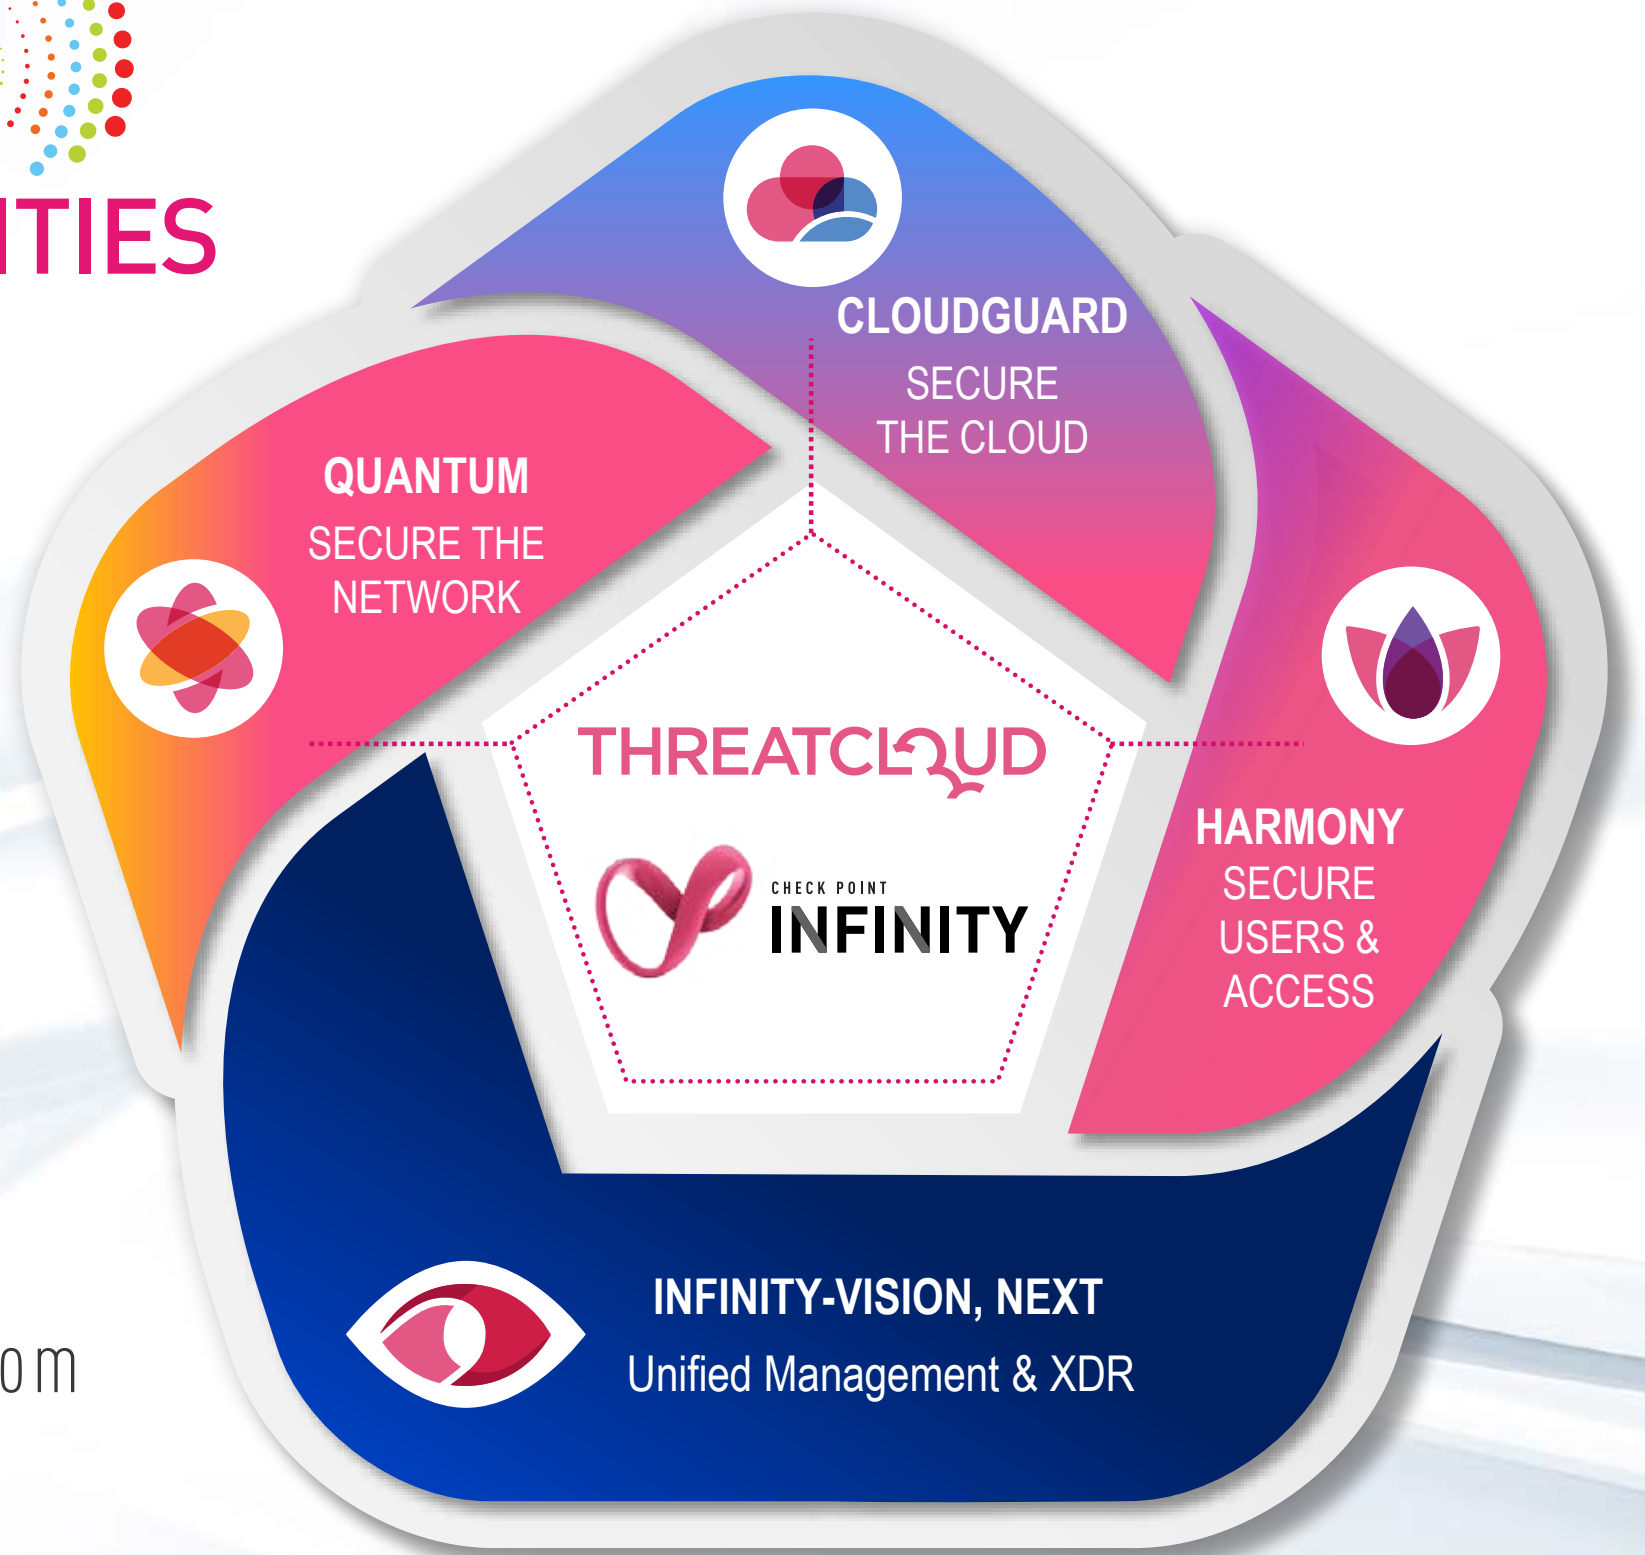 ITIES
CLOUDGUARD
SECURE
THE CLOUD
QUANTUM
SECURE THE
NETWORK
THREATCLOUD
CHECK POINT
INFINITY
HARMONY
SECURE
USERS &
ACCESS
INFINITY-VISION, NEXT
Unified Management & XDR
om